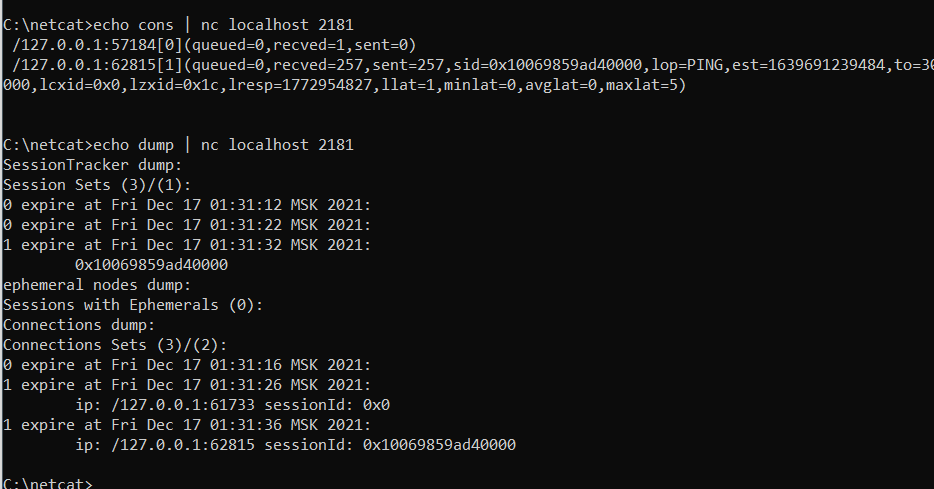 C:\netcat>echo cons | nc localhost 2181
 /127.0.0.1:57184[0](queued=0,recved=1,sent=0)
 /127.0.0.1:62815[1](queued=0,recved=257,sent=257,sid=0x10069859ad40000,lop=PING,est=1639691239484,to=30
000,lcxid=0x0,lzxid=0x1c,lresp=1772954827,llat=1,minlat=0,avglat=0,maxlat=5)
C:\netcat>echo dump | nc localhost 2181
SessionTracker dump:
Session Sets (3)/(1):
0 expire at Fri Dec 17 01:31:12 MSK 2021:
0 expire at Fri Dec 17 01:31:22 MSK 2021:
1 expire at Fri Dec 17 01:31:32 MSK 2021:
        0x10069859ad40000
ephemeral nodes dump:
Sessions with Ephemerals (0):
Connections dump:
Connections Sets (3)/(2):
0 expire at Fri Dec 17 01:31:16 MSK 2021:
1 expire at Fri Dec 17 01:31:26 MSK 2021:
        ip: /127.0.0.1:61733 sessionId: 0x0
1 expire at Fri Dec 17 01:31:36 MSK 2021:
        ip: /127.0.0.1:62815 sessionId: 0x10069859ad40000
C:\netcat>